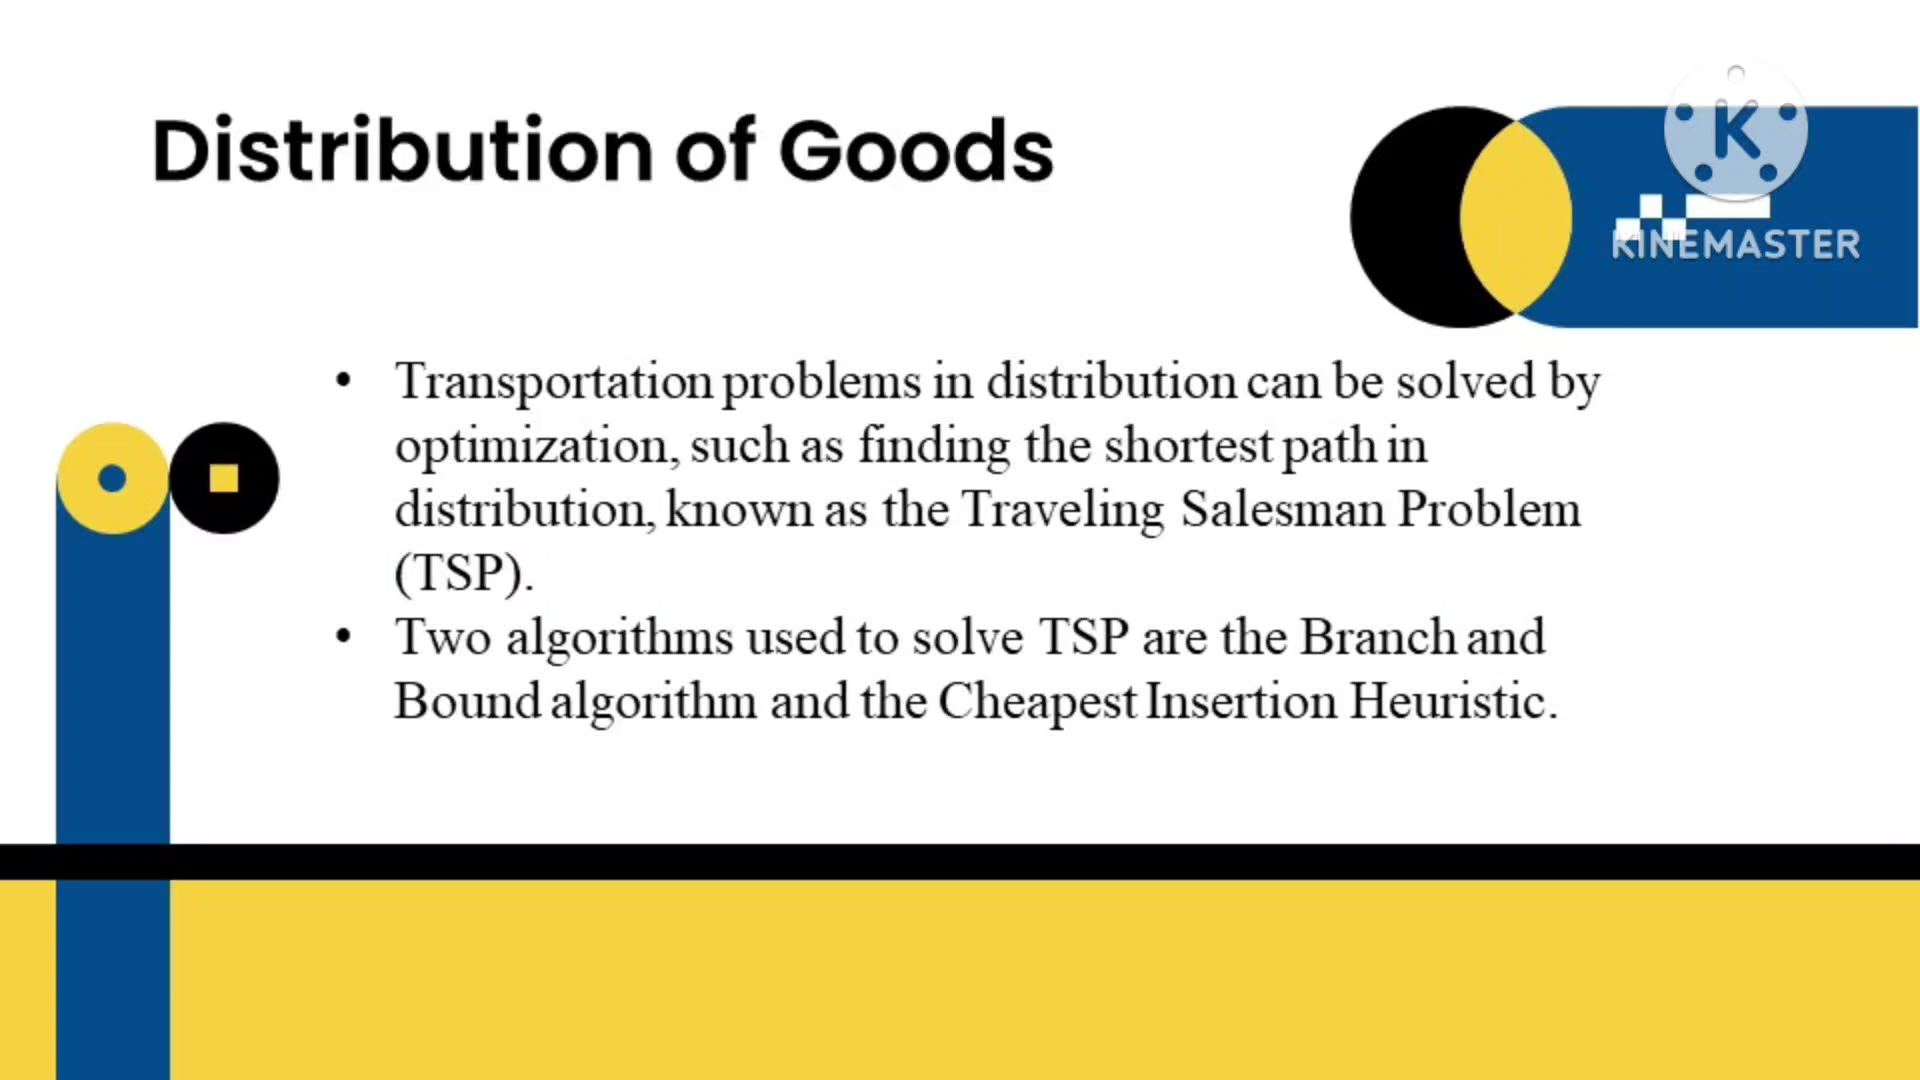 Distribution of Goods
K
KINEMASTER
• Transportation problems in distribution can be solved by
optimization, such as finding the shortest path in
distribution, known as the Traveling Salesman Problem
(TSP).
• Two algorithms used to solve TSP are the Branch and
Bound algorithm and the Cheapest Insertion Heuristic.